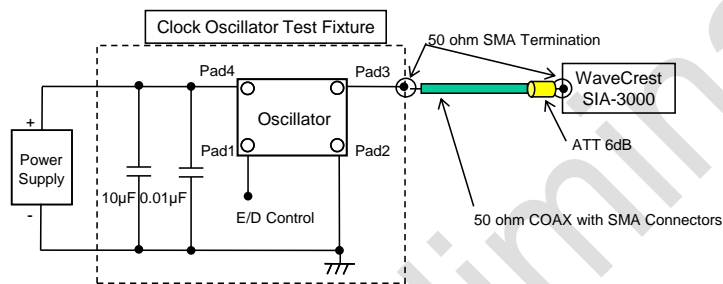 Clock Oscillator Test Fixture
50 ohm SMA Termination
Pad4
Pad3
WaveCrest
SIA-3000
Oscillator
+
Power
Supply
-
Pad1
Pad2
ATT 6dB
10µF 0.01µF
E/D Control
50 ohm COAX with SMA Connectors